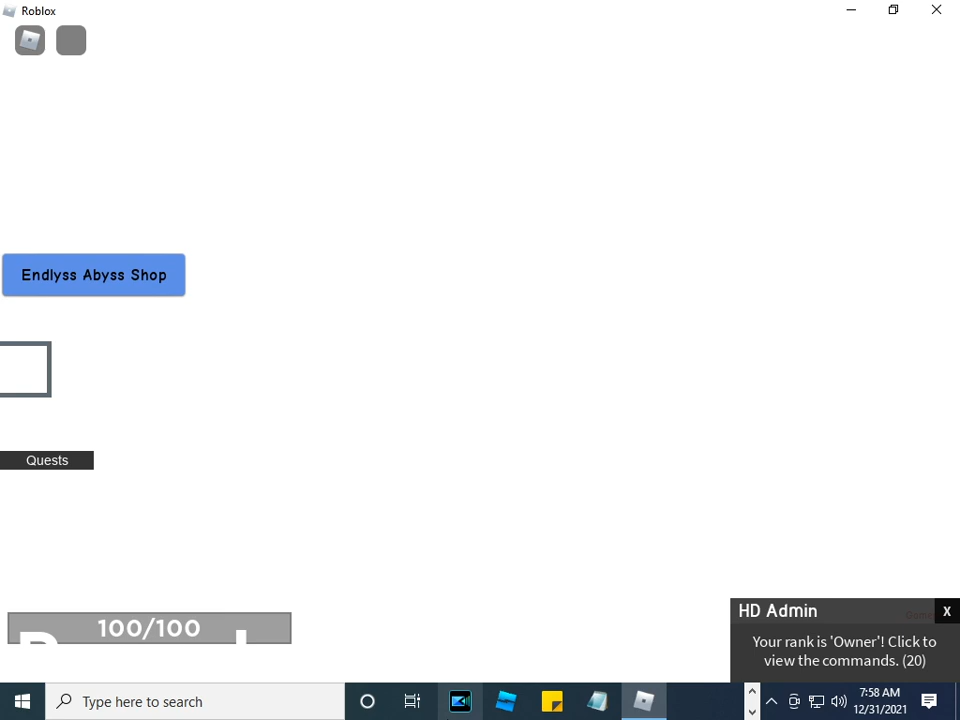 Roblox
Endlyss Abyss Shop
Quests
100/100
HD Admin
X
Your rank is 'Owner'! Click to
view the commands. (20)
Type here to search
7:58 AM
12/31/2021